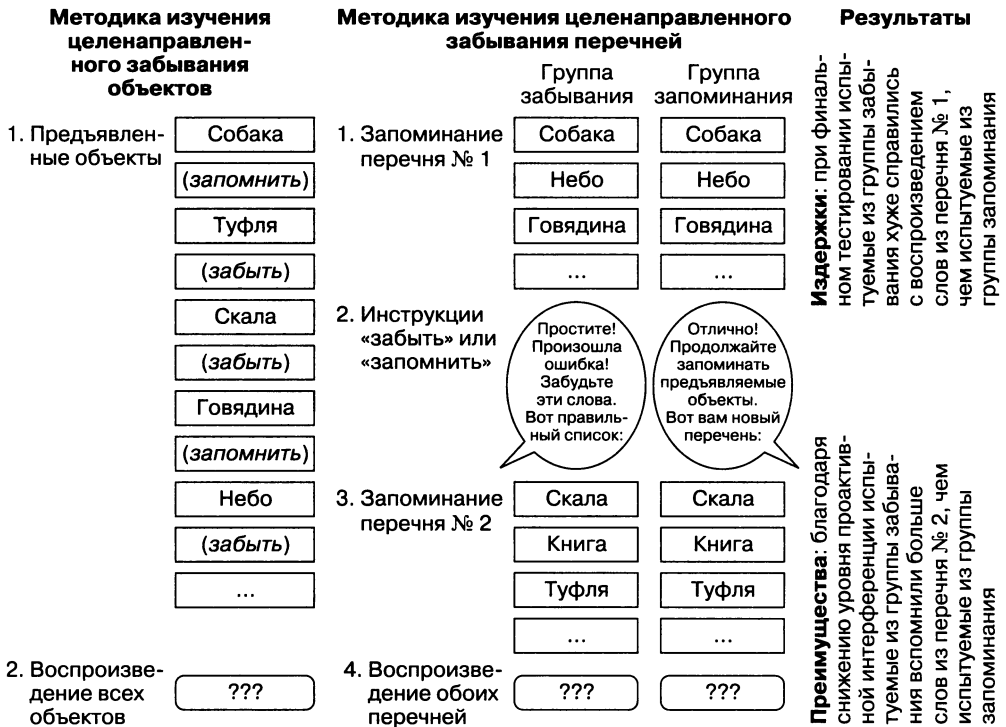 Методика изучения
целенаправлен-
ного забывания
объектов
1. Предъявлен-
ные объекты
Собака
(запомнить)
Туфля
(забыть)
Скала
(забыть)
Говядина
(запомнить)
Небо
(забыть)
...
2. Воспроизве-
дение всех
объектов
???
Методика изучения целенаправленного
забывания перечней
Группа
забывания
Группа
запоминания
1. Запоминание
перечня № 1
Собака
Небо
Говядина
...
Собака
Небо
Говядина
...
2. Инструкции
«забыть» или
«запомнить»
Простите!
Произошла
ошибка!
Забудьте
эти слова.
Вот правиль-
ный список:
Отлично!
Продолжайте
запоминать
предъявляемые
объекты.
Вот вам новый
перечень:
3. Запоминание
перечня № 2
Скала
Книга
Туфля
...
Скала
Книга
Туфля
...
4. Воспроизве-
дение обоих
перечней
???
???
Результаты
Издержки: при финаль-
ном тестировании испы-
туемые из группы забы-
вания хуже справились
с воспроизведением
слов из перечня № 1,
чем испытуемые из
группы запоминания
Преимущества: благодаря
снижению уровня проактив-
ной интерференции испы-
туемые из группы забыва-
ния вспомнили больше
слов из перечня № 2, чем
испытуемые из группы
запоминания